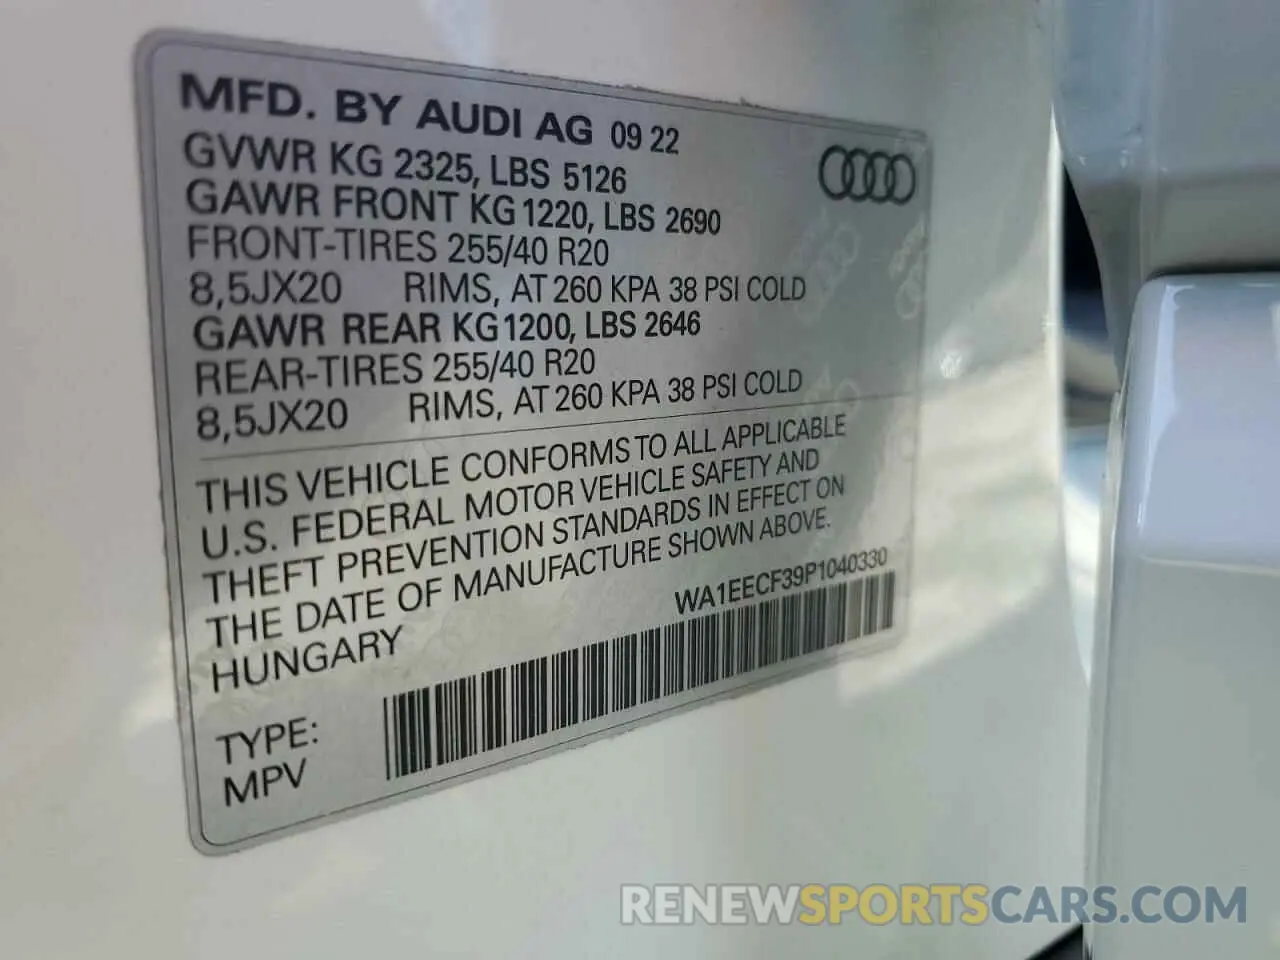 MFD. BY AUDI AG 09 22
GVWR KG 2325, LBS 5126
GAWR FRONT KG 1220, LBS 2690
FRONT-TIRES 255/40 R20
8,5JX20 RIMS, AT 260 KPA 38 PSI COLD
GAWR REAR KG 1200, LBS 2646
REAR-TIRES 255/40 R20
8,5JX20 RIMS, AT 260 KPA 38 PSI COLD
THIS VEHICLE CONFORMS TO ALL APPLICABLE
U.S. FEDERAL MOTOR VEHICLE SAFETY AND
THEFT PREVENTION STANDARDS IN EFFECT ON
THE DATE OF MANUFACTURE SHOWN ABOVE.
HUNGARY
WA1EECF39P1040330
TYPE:
MPV
RENEWSPORTSCARS.COM